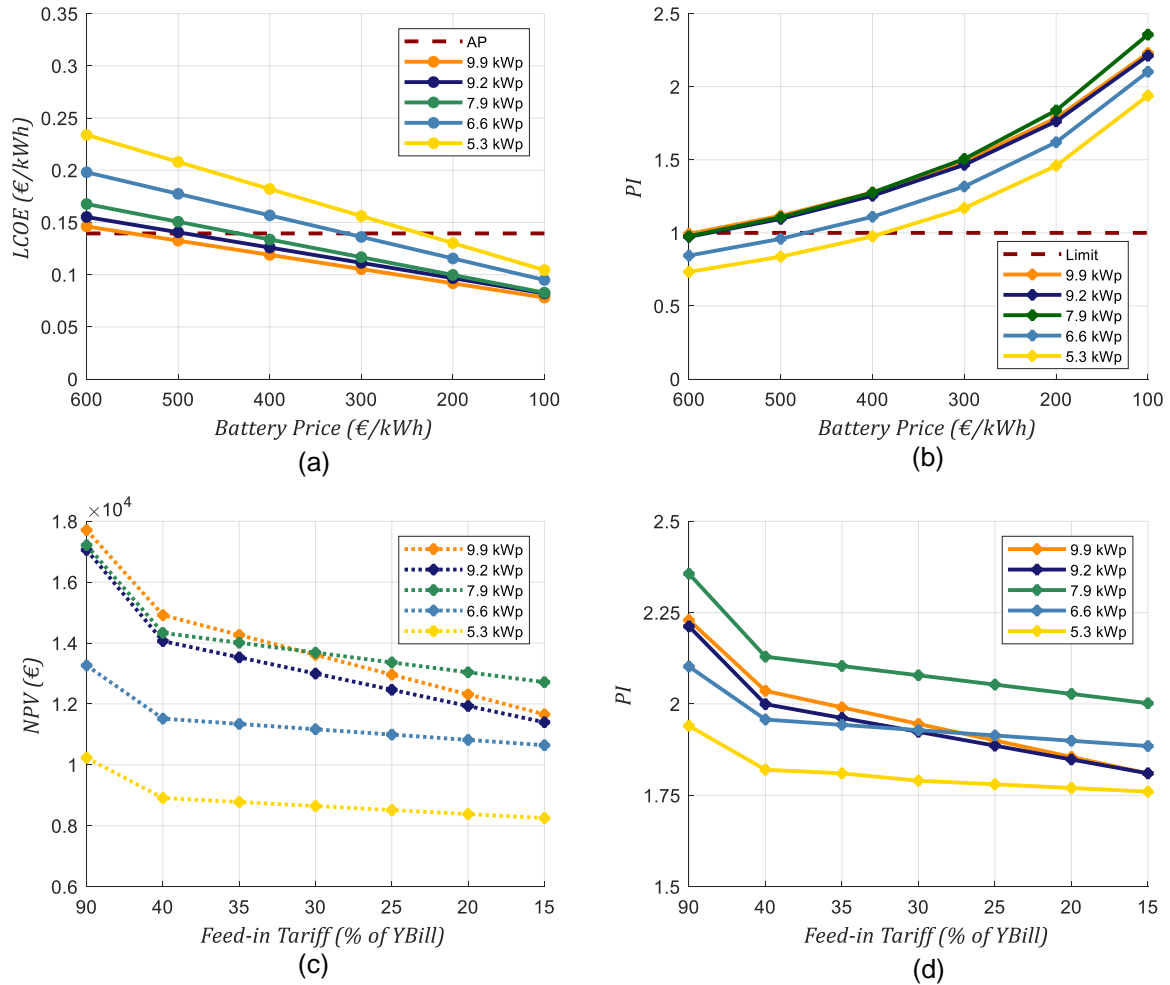 0.35
0.3
0.25
0.2
0.15
0.1
0.05
0
LCOE (€/kWh)
AP
9.9 kWp
9.2 kWp
7.9 kWp
6.6 kWp
5.3 kWp
600 500 400 300 200 100
Battery Price (€/kWh)
(a)
2.5
2
1.5
1
0.5
0
PI
Limit
9.9 kWp
9.2 kWp
7.9 kWp
6.6 kWp
5.3 kWp
600 500 400 300 200 100
Battery Price (€/kWh)
(b)
×10^4
1.8
1.6
1.4
1.2
1
0.8
0.6
NPV (€)
9.9 kWp
9.2 kWp
7.9 kWp
6.6 kWp
5.3 kWp
90 40 35 30 25 20 15
Feed-in Tariff (% of YBill)
(c)
2.5
2.25
2
1.75
1.5
PI
9.9 kWp
9.2 kWp
7.9 kWp
6.6 kWp
5.3 kWp
90 40 35 30 25 20 15
Feed-in Tariff (% of YBill)
(d)